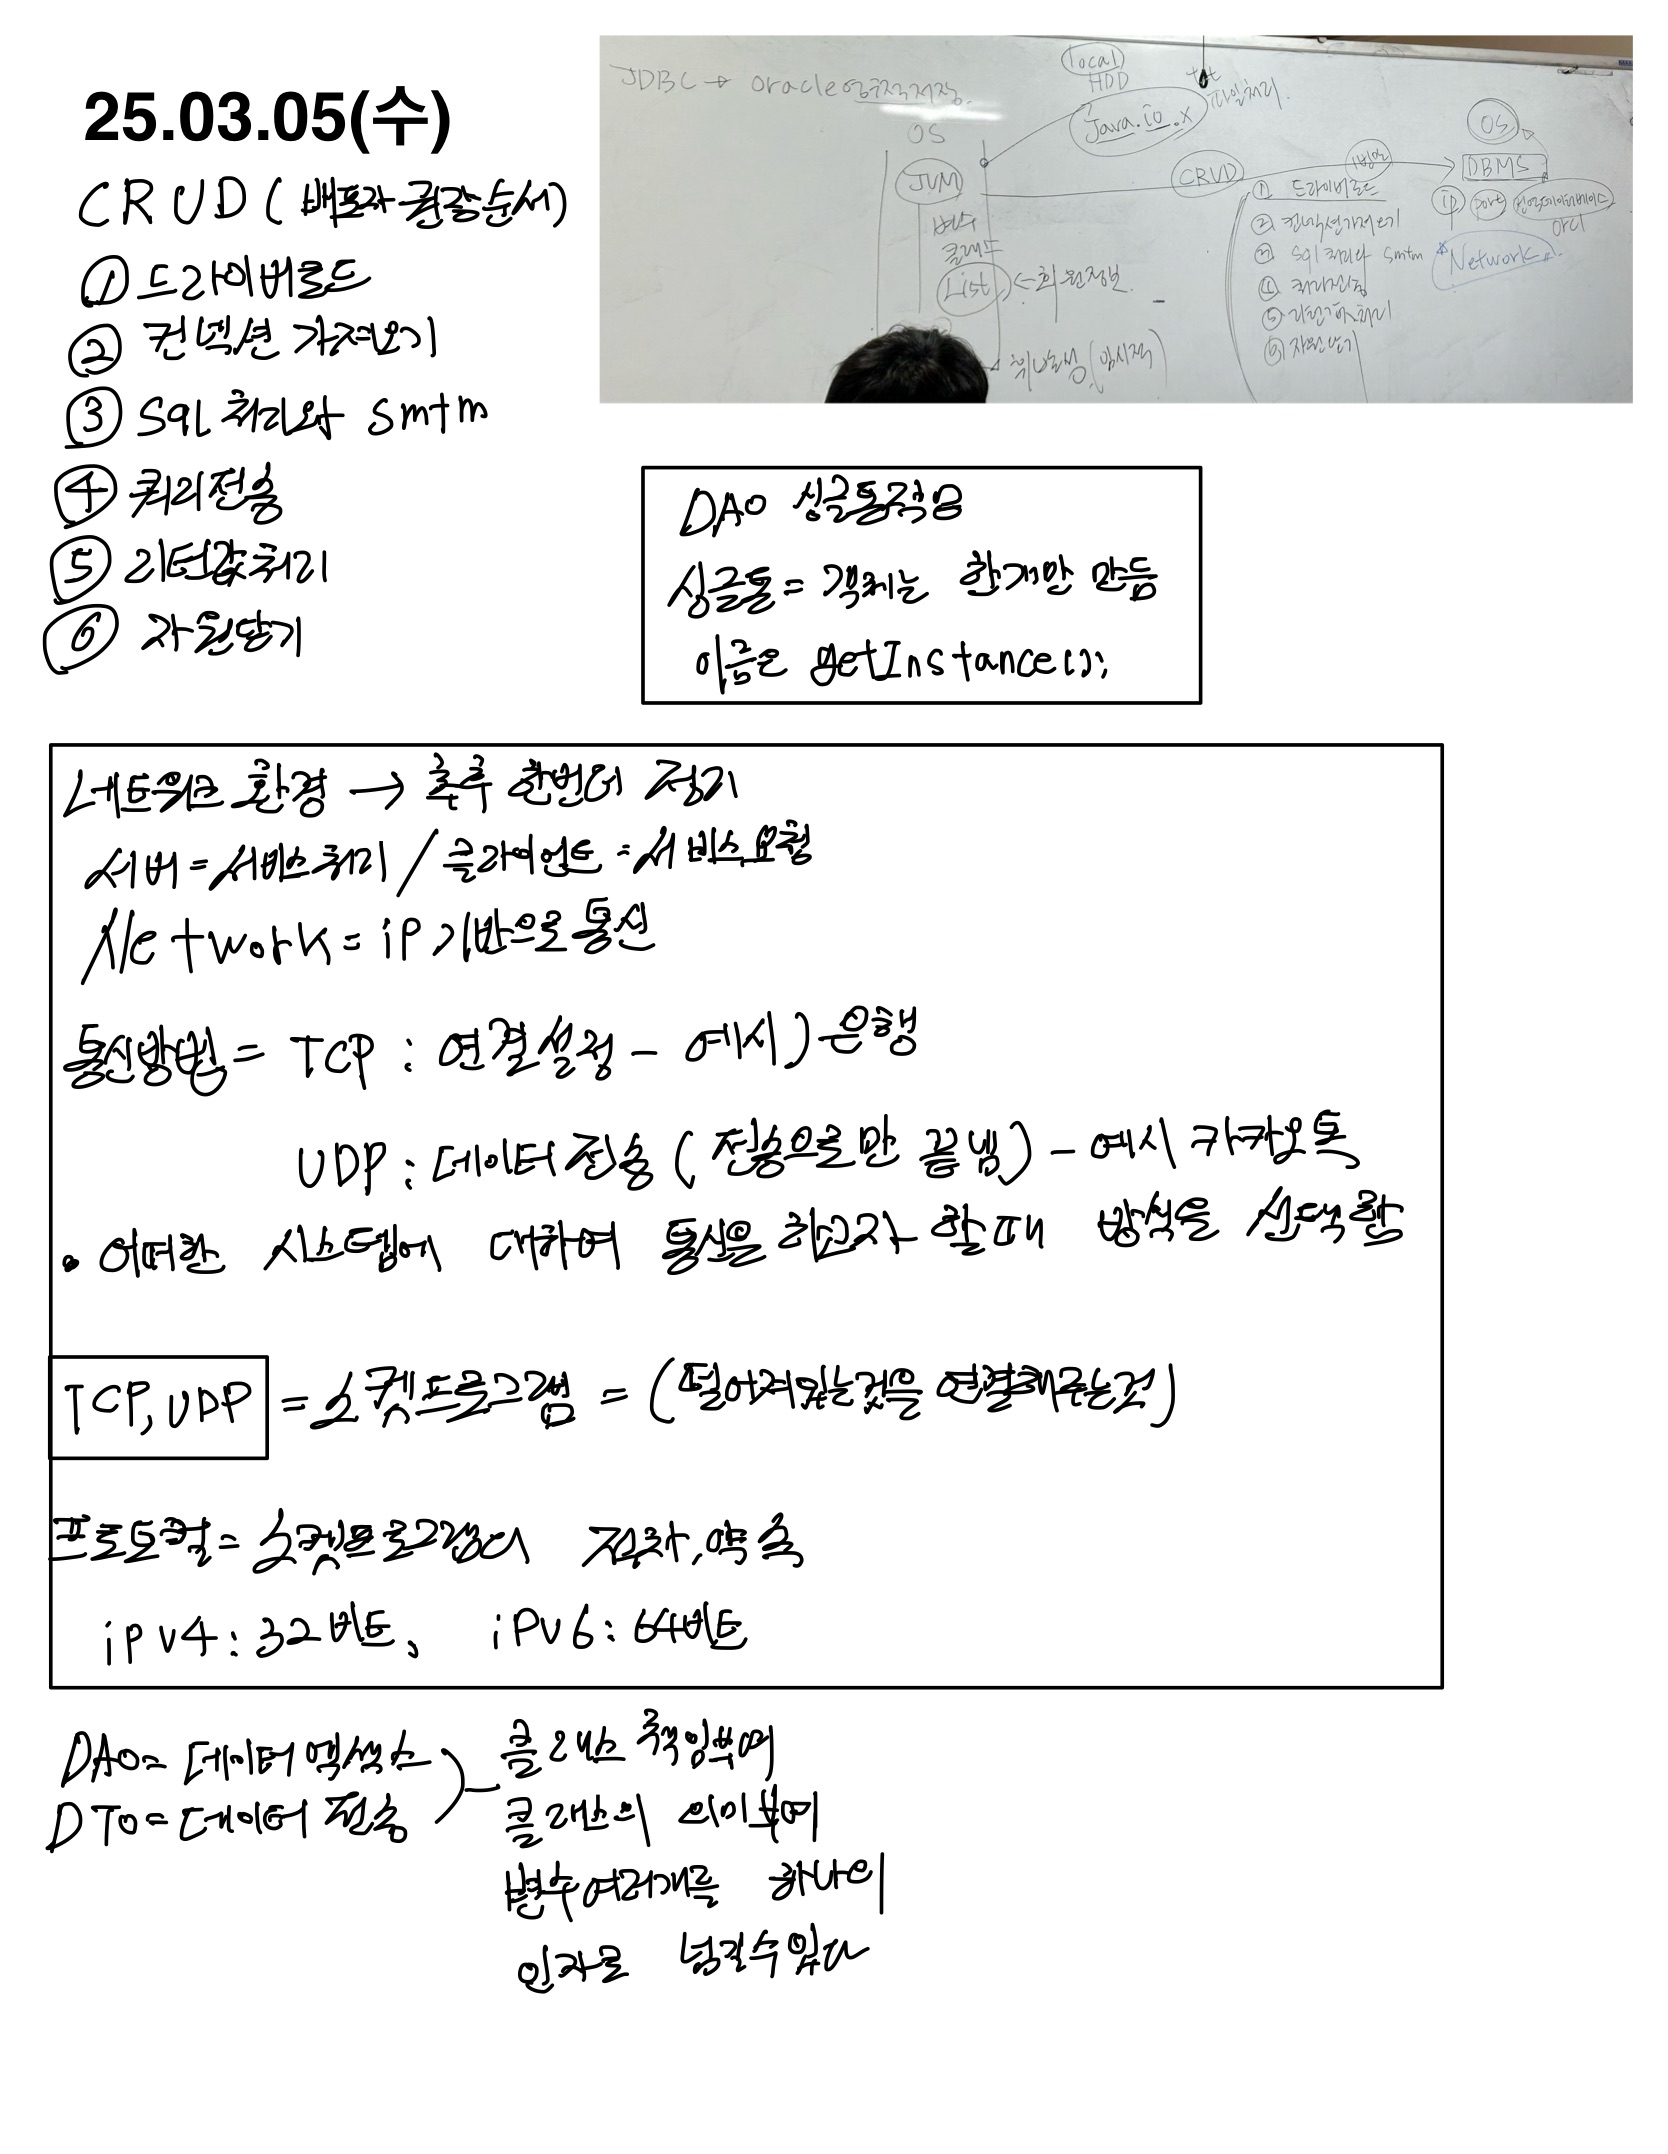 25.03.05(수)
CRUD (배포자 권장순서)
① 드라이버로드
② 컨넥션 가져오기
③ sql 처리와 smtm
④ 쿼리전송
⑤ 리턴값처리
⑥ 자원닫기
JDBC → oracle영구적저장.
local
HDD
txt
파일처리.
Java.io.x
OS
JVM
변수
클래스
List ← 회원정보
휘발성(임시적)
CRUD
① 드라이버로드
② 컨넥션가져오기
③ sql 처리와 smtm
④ 쿼리전송
⑤ 리턴값처리
⑥ 자원닫기
OS
DBMS
ip port 전역데이터베이스
orcl
*Network
DAO 싱글톤적용
싱글톤 = 객체는 한개만 만듬
이름은 getInstance();
네트워크 환경 → 추후 한번더 정리
서버 = 서비스처리 / 클라이언트 = 서비스요청
Network = iP 기반으로 통신
통신방법 = TCP : 연결설정 - 예시) 은행
UDP : 데이터 전송 (전송으로만 끝냄) - 예시 카카오톡
• 어떠한 시스템에 대하여 통신을 하고자 할때 방식을 선택함
TCP, UDP = 소켓프로그램 = (떨어져있는것을 연결해주는것)
프로토컬 = 소켓프로그램의 절차, 약속
iPv4 : 32비트, iPv6 : 64비트
DAO = 데이터 엑세스
DTO = 데이터 전송
클래스 책임부여
클래스의 의미부여
변수여러개를 하나의
인자로 넘길수있다